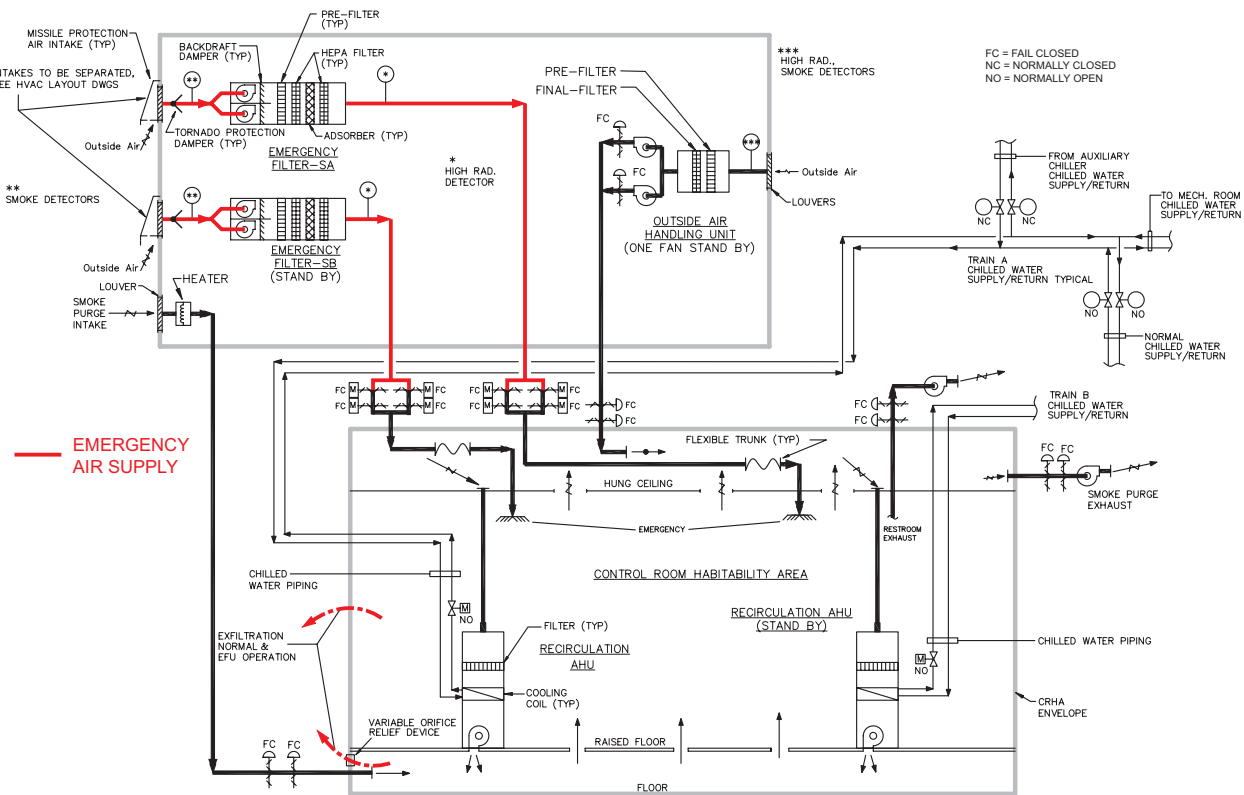 PRE-FILTER
(TYP)
MISSILE PROTECTION
AIR INTAKE (TYP)
BACKDRAFT
DAMPER (TYP)
HEPA FILTER
(TYP)
***
HIGH RAD.,
SMOKE DETECTORS
FC = FAIL CLOSED
NC = NORMALLY CLOSED
NO = NORMALLY OPEN
NTAKES TO BE SEPARATED,
EE HVAC LAYOUT DWGS
**
*
PRE-FILTER
FINAL-FILTER
FC
***
TORNADO PROTECTION
DAMPER (TYP)
ADSORBER (TYP)
Outside Air
EMERGENCY
FILTER-SA
*
HIGH RAD.
DETECTOR
FC
Outside Air
LOUVERS
FROM AUXILIARY
CHILLER
CHILLED WATER
SUPPLY/RETURN
TO MECH. ROOM
CHILLED WATER
SUPPLY/RETURN
NC
NC
**
SMOKE DETECTORS
**
*
OUTSIDE AIR
HANDLING UNIT
(ONE FAN STAND BY)
EMERGENCY
FILTER-SB
(STAND BY)
Outside Air
TRAIN A
CHILLED WATER
SUPPLY/RETURN TYPICAL
LOUVER
HEATER
SMOKE
PURGE
INTAKE
NO
NO
NORMAL
CHILLED WATER
SUPPLY/RETURN
FC M M FC
FC M M FC
FC M M FC
FC M M FC
FC
FC
FC
FC
TRAIN B
CHILLED WATER
SUPPLY/RETURN
EMERGENCY
AIR SUPPLY
FLEXIBLE TRUNK (TYP)
HUNG CEILING
FC FC
SMOKE PURGE
EXHAUST
EMERGENCY
RESTROOM
EXHAUST
CHILLED
WATER PIPING
CONTROL ROOM HABITABILITY AREA
M
NO
RECIRCULATION AHU
(STAND BY)
EXFILTRATION
NORMAL &
EFU OPERATION
FILTER (TYP)
RECIRCULATION
AHU
CHILLED WATER PIPING
M
NO
COOLING
COIL (TYP)
CRHA
ENVELOPE
VARIABLE ORIFICE
RELIEF DEVICE
FC FC
RAISED FLOOR
FLOOR